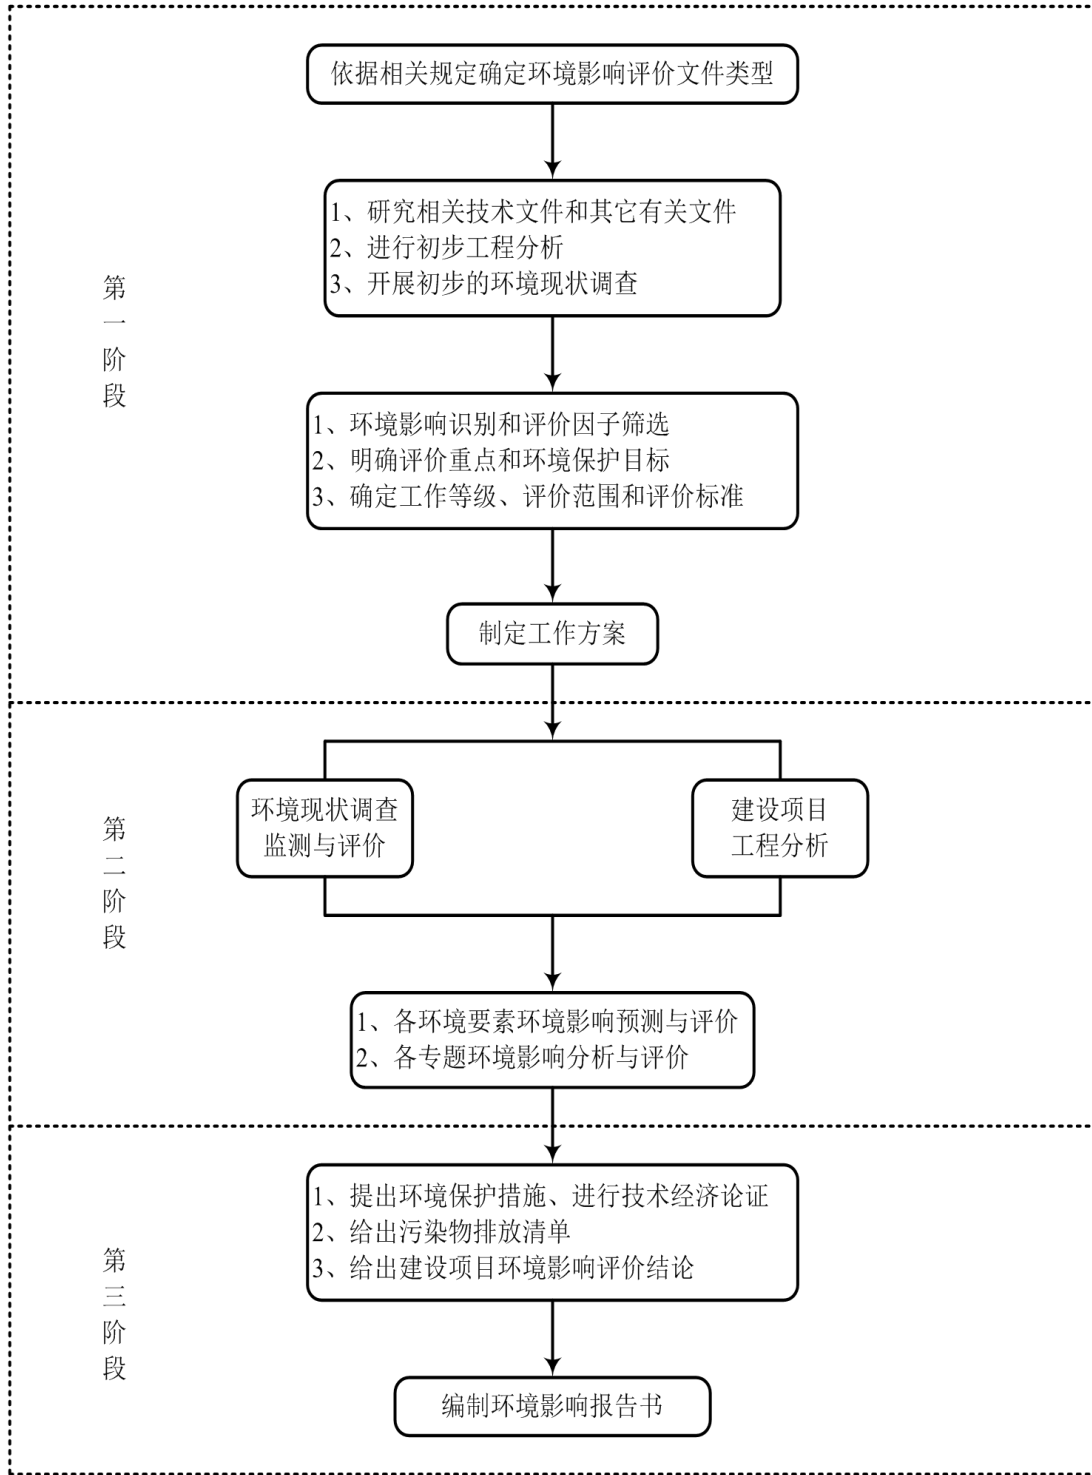 依据相关规定确定环境影响评价文件类型
1、研究相关技术文件和其它有关文件
2、进行初步工程分析
3、开展初步的环境现状调查
第一阶段
1、环境影响识别和评价因子筛选
2、明确评价重点和环境保护目标
3、确定工作等级、评价范围和评价标准
制定工作方案
环境现状调查
监测与评价
建设项目
工程分析
第二阶段
1、各环境要素环境影响预测与评价
2、各专题环境影响分析与评价
1、提出环境保护措施、进行技术经济论证
2、给出污染物排放清单
3、给出建设项目环境影响评价结论
第三阶段
编制环境影响报告书